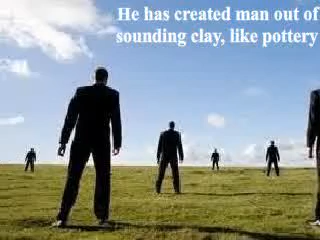 He has created man out of
sounding clay, like pottery